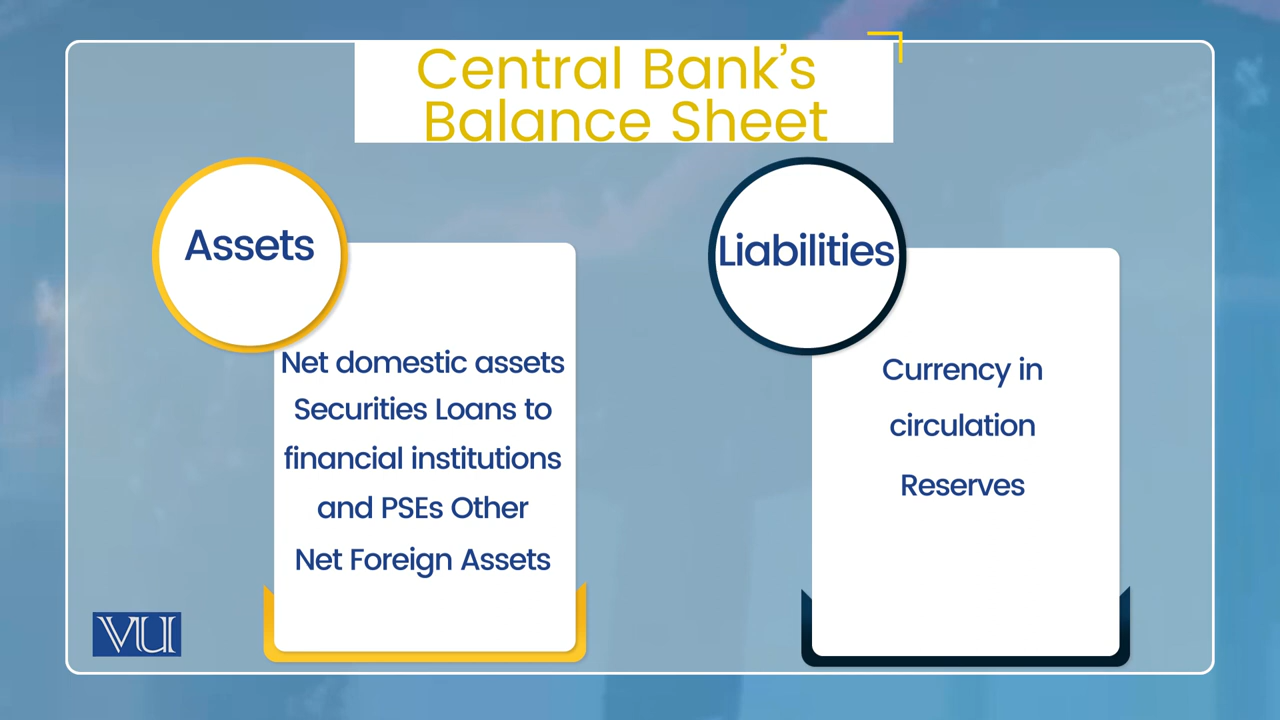 Central Bank's
Balance Sheet
Assets
Net domestic assets
Securities Loans to
financial institutions
and PSEs Other
Net Foreign Assets
Liabilities
Currency in
circulation
Reserves
VU